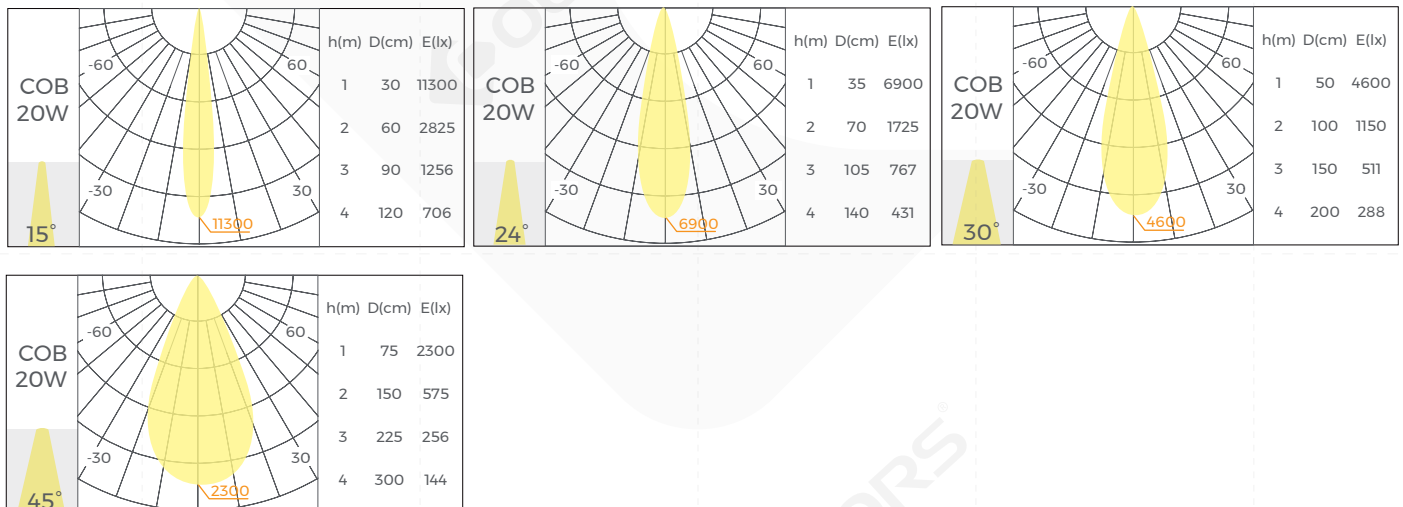 COB
20W
15°
-60
60
-30
30
11300
h(m) D(cm) E(lx)
1 30 11300
2 60 2825
3 90 1256
4 120 706
COB
20W
24°
-60
60
-30
30
6900
h(m) D(cm) E(lx)
1 35 6900
2 70 1725
3 105 767
4 140 431
COB
20W
30°
-60
60
-30
30
4600
h(m) D(cm) E(lx)
1 50 4600
2 100 1150
3 150 511
4 200 288
COB
20W
45°
-60
60
-30
30
2300
h(m) D(cm) E(lx)
1 75 2300
2 150 575
3 225 256
4 300 144